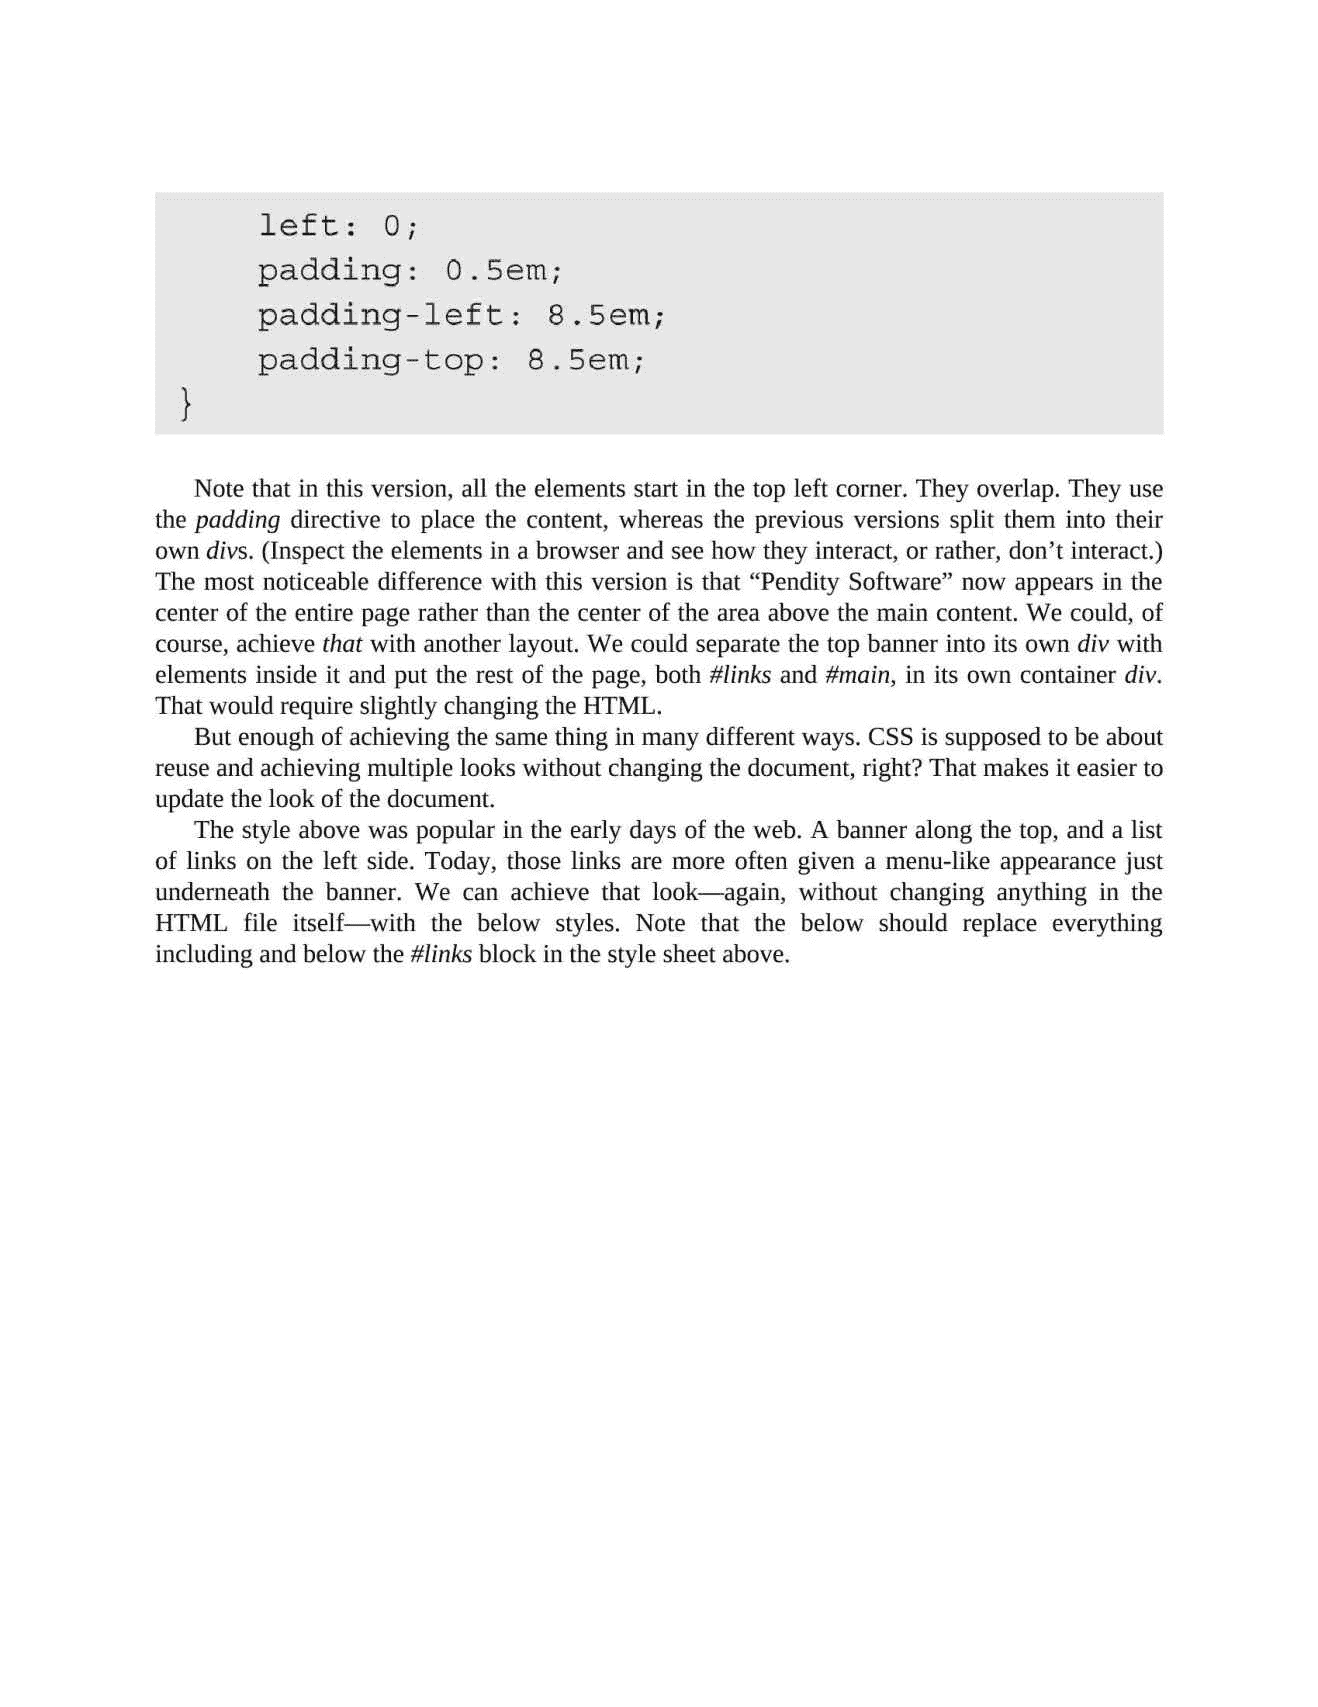 left: 0;
padding: 0.5em;
padding-left: 8.5em;
padding-top: 8.5em;
}
Note that in this version, all the elements start in the top left corner. They overlap. They use
the padding directive to place the content, whereas the previous versions split them into their
own divs. (Inspect the elements in a browser and see how they interact, or rather, don’t interact.)
The most noticeable difference with this version is that “Pendity Software” now appears in the
center of the entire page rather than the center of the area above the main content. We could, of
course, achieve that with another layout. We could separate the top banner into its own div with
elements inside it and put the rest of the page, both #links and #main, in its own container div.
That would require slightly changing the HTML.
But enough of achieving the same thing in many different ways. CSS is supposed to be about
reuse and achieving multiple looks without changing the document, right? That makes it easier to
update the look of the document.
The style above was popular in the early days of the web. A banner along the top, and a list
of links on the left side. Today, those links are more often given a menu-like appearance just
underneath the banner. We can achieve that look—again, without changing anything in the
HTML file itself—with the below styles. Note that the below should replace everything
including and below the #links block in the style sheet above.